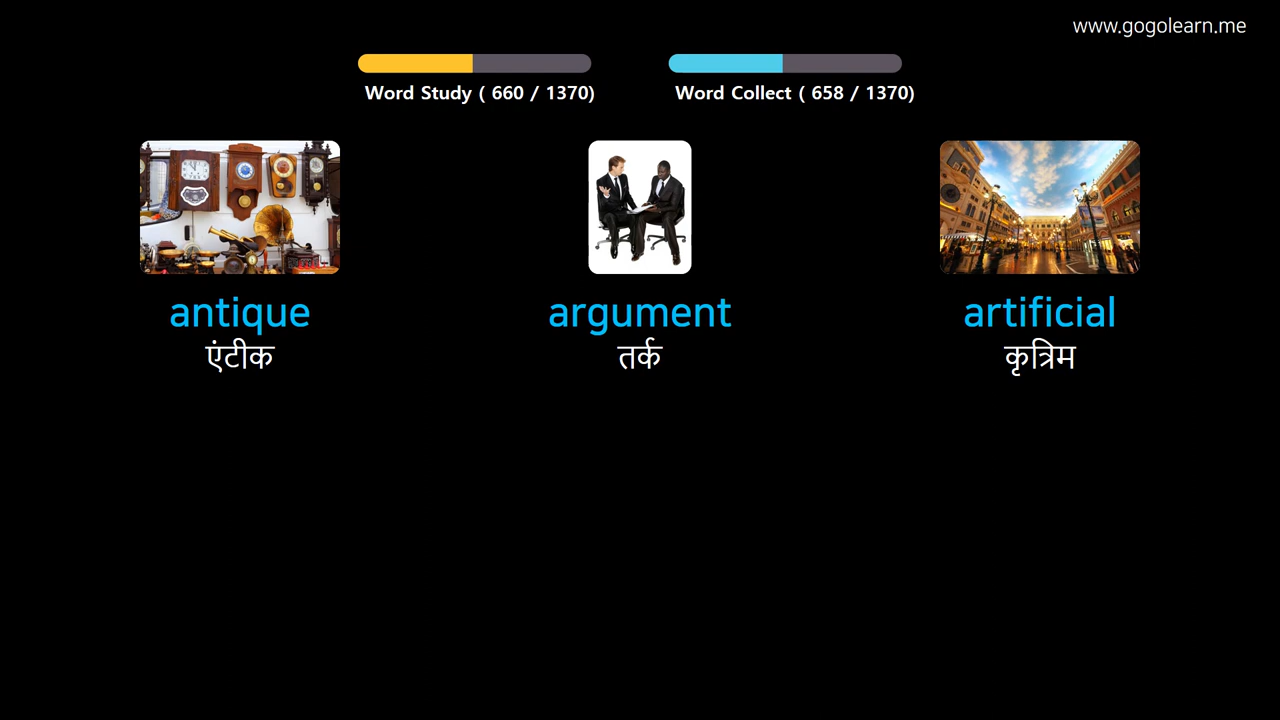 www.gogolearn.me
Word Study ( 660 / 1370)
Word Collect ( 658 / 1370)
antique
argument
artificial
एंटीक
तर्क
कृत्रिम